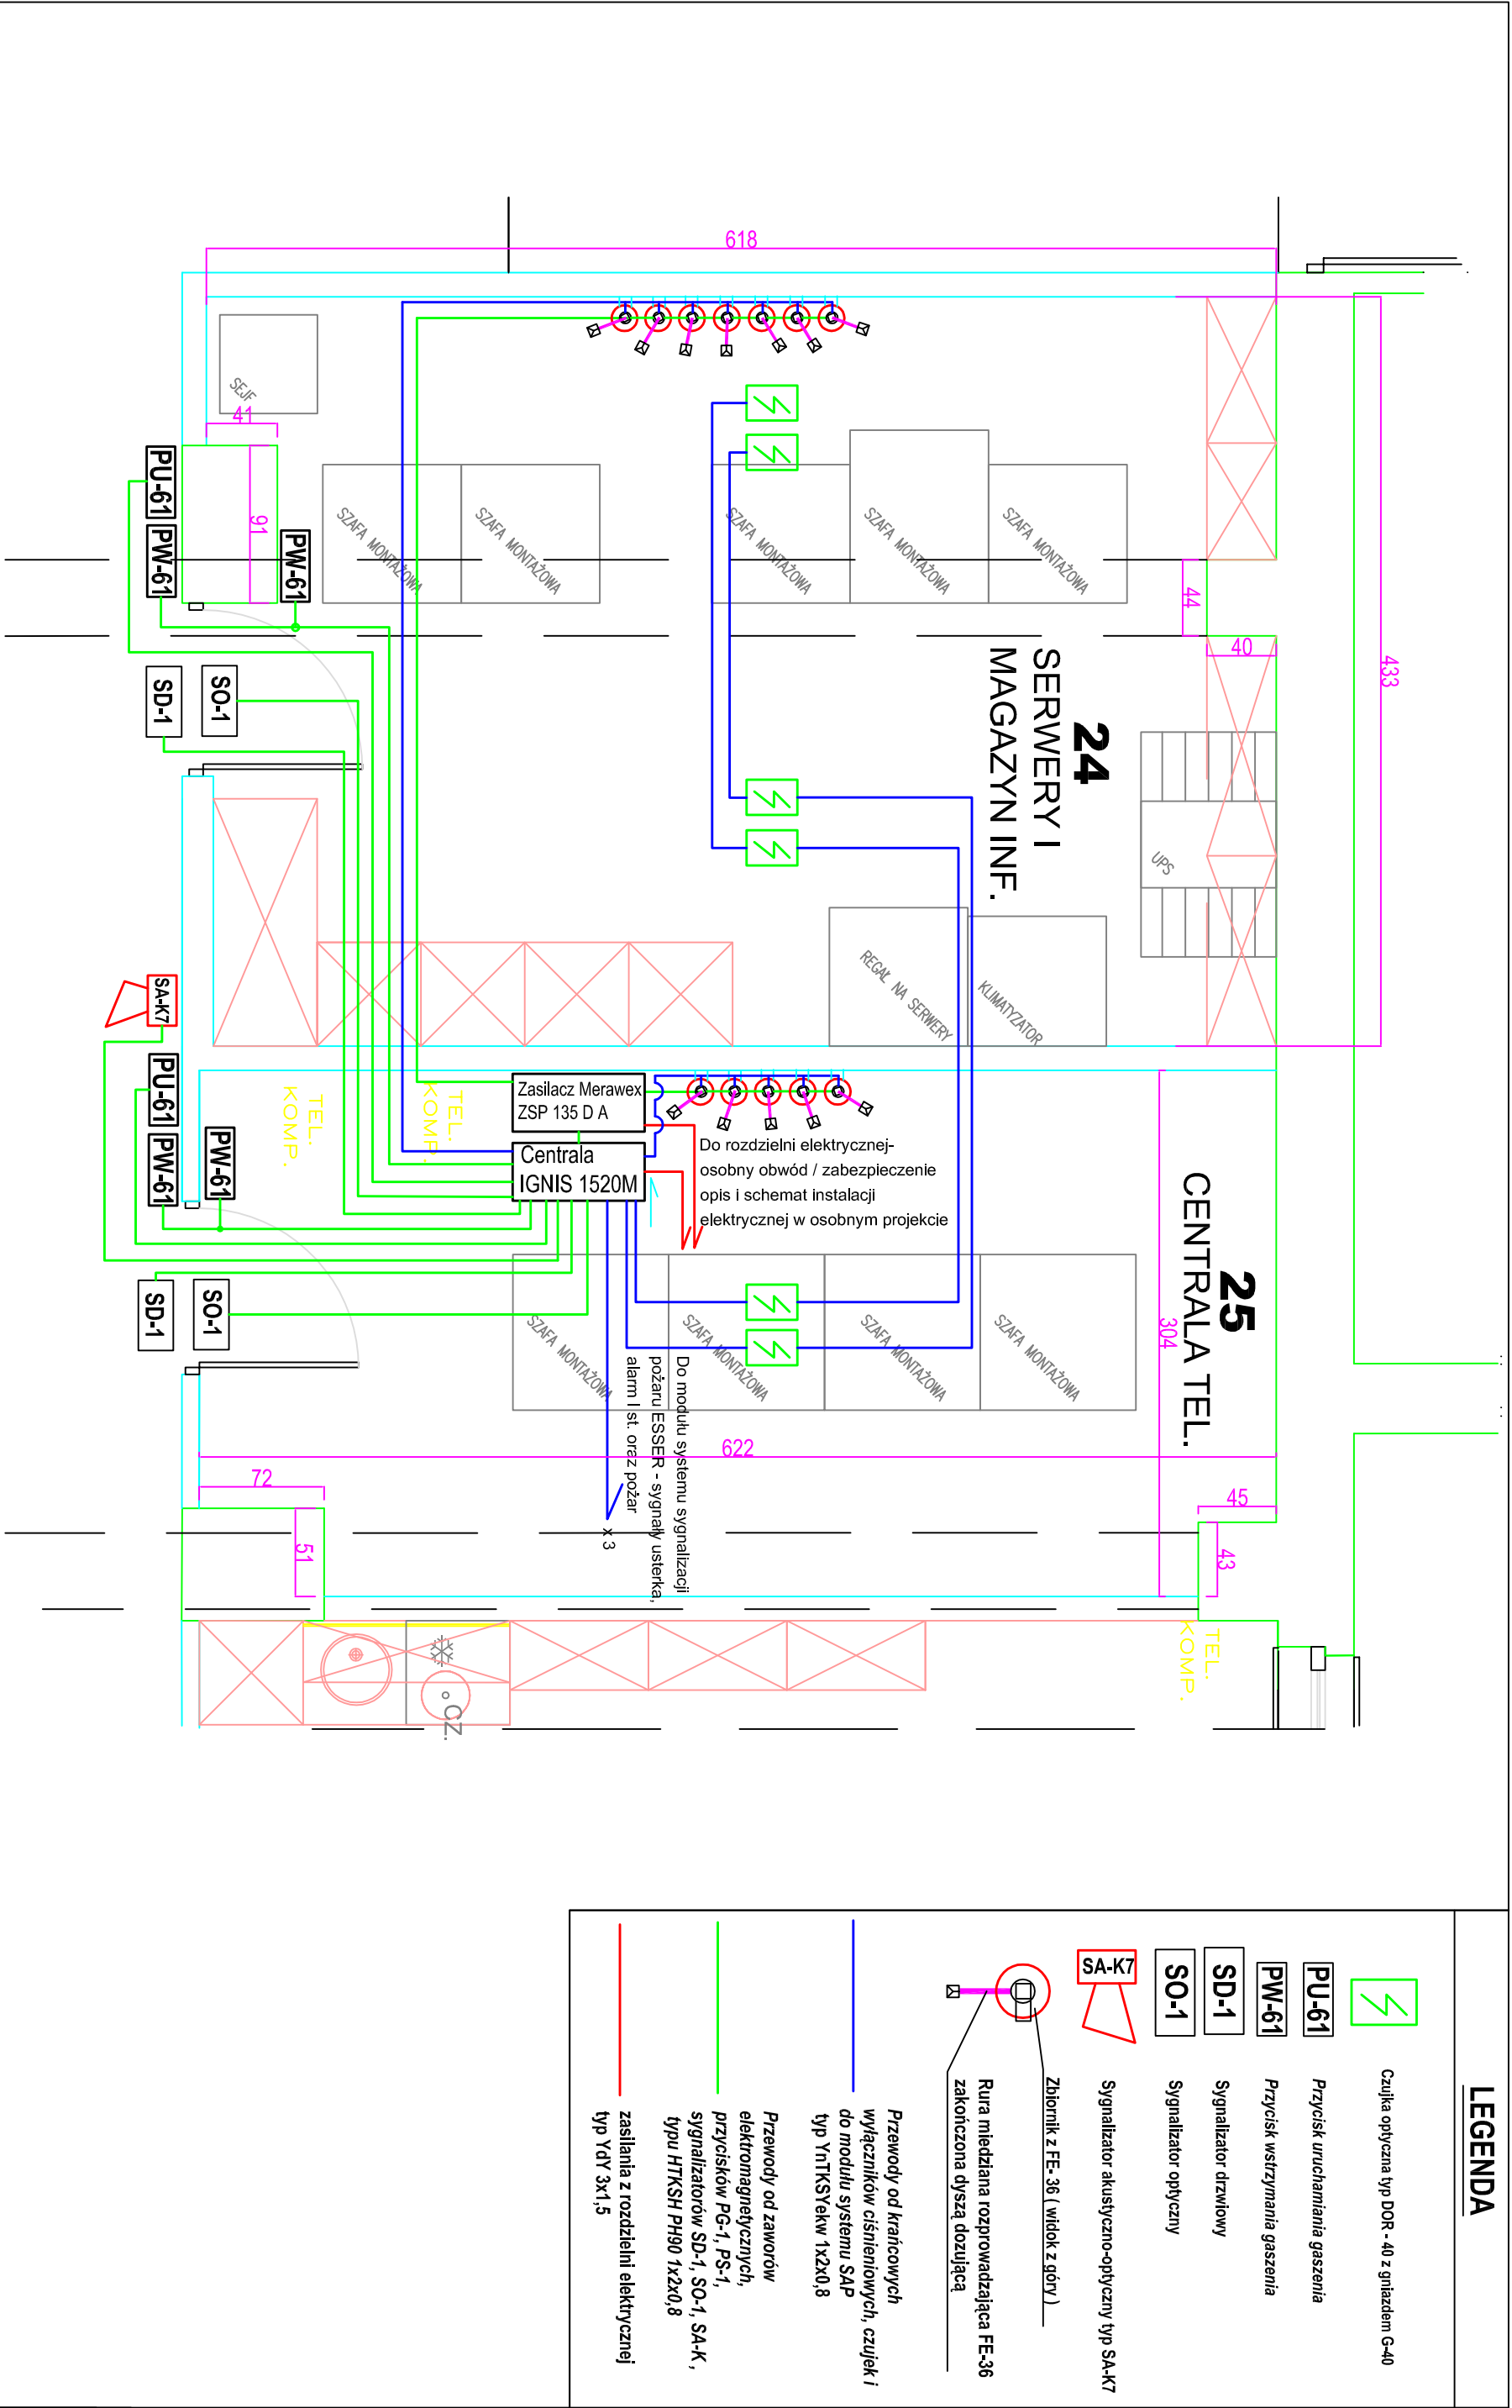 618
433
SEJF
41
91
PU-61
PW-61
PW-61
SZAFA MONTAŻOWA
SZAFA MONTAŻOWA
SZAFA MONTAŻOWA
SZAFA MONTAŻOWA
SZAFA MONTAŻOWA
44
40
24
SERWERY I
MAGAZYN INF.
SD-1
SO-1
UPS
REGAŁ NA SERWERY
KLIMATYZATOR
SA-K7
PU-61
PW-61
PW-61
TEL.
KOMP.
TEL.
KOMP.
Zasilacz Merawex
ZSP 135 D A
Centrala
IGNIS 1520M
Do rozdzielni elektrycznej-
osobny obwód / zabezpieczenie
opis i schemat instalacji
elektrycznej w osobnym projekcie
25
CENTRALA TEL.
304
SD-1
SO-1
SZAFA MONTAŻOWA
SZAFA MONTAŻOWA
SZAFA MONTAŻOWA
SZAFA MONTAŻOWA
Do modułu systemu sygnalizacji
pożaru ESSER - sygnały usterka,
alarm I st. oraz pożar
x 3
622
72
51
45
43
TEL.
KOMP.
CZ.
LEGENDA
Czujka optyczna typ DOR - 40 z gniazdem G-40
PU-61
Przycisk uruchamiania gaszenia
PW-61
Przycisk wstrzymania gaszenia
SD-1
Sygnalizator drzwiowy
SO-1
Sygnalizator optyczny
SA-K7
Sygnalizator akustyczno-optyczny typ SA-K7
Zbiornik z FE- 36 ( widok z góry )
Rura miedziana rozprowadzająca FE-36
zakończona dyszą dozującą
Przewody od krańcowych
wyłączników ciśnieniowych, czujek i
do modułu systemu SAP
typ YnTKSYekw 1x2x0,8
Przewody od zaworów
elektromagnetycznych,
przycisków PG-1, PS-1,
sygnalizatorów SD-1, SO-1, SA-K ,
typu HTKSH PH90 1x2x0,8
zasilania z rozdzielni elektrycznej
typ YdY 3x1,5